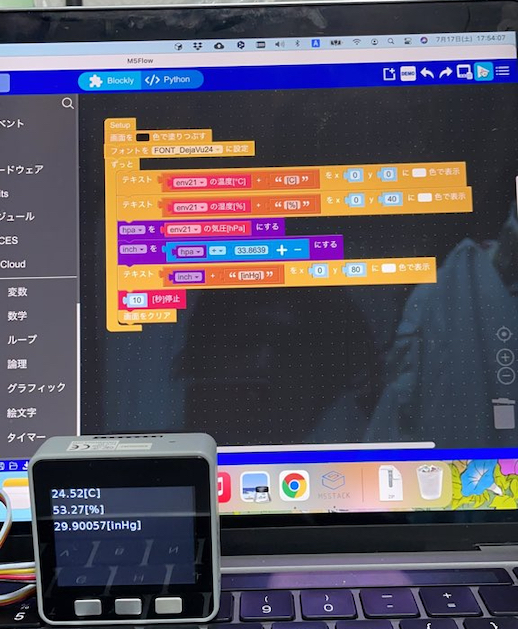 A
7月17日(土) 17:54:07
M5Flow
Blockly
</> Python
DEMO
ベント
ードウェア
its
ジュール
CES
Cloud
変数
数学
ループ
論理
グラフィック
絵文字
タイマー
Setup
画面を 色で塗りつぶす
フォントを FONT_DejaVu24 に設定
ずっと
テキスト env21 の温度[℃] + “ [C] ” を x 0 y 0 に 色で表示
テキスト env21 の湿度[%] + “ [%] ” を x 0 y 40 に 色で表示
hpa を env21 の気圧[hPa] にする
inch を hpa ÷ 33.8639 + − にする
テキスト inch + “ [inHg] ” を x 0 y 80 に 色で表示
10 [秒]停止
画面をクリア
M5STACK
ZIP
24.52[C]
53.27[%]
29.90057[inHg]
5
( 9
) 0